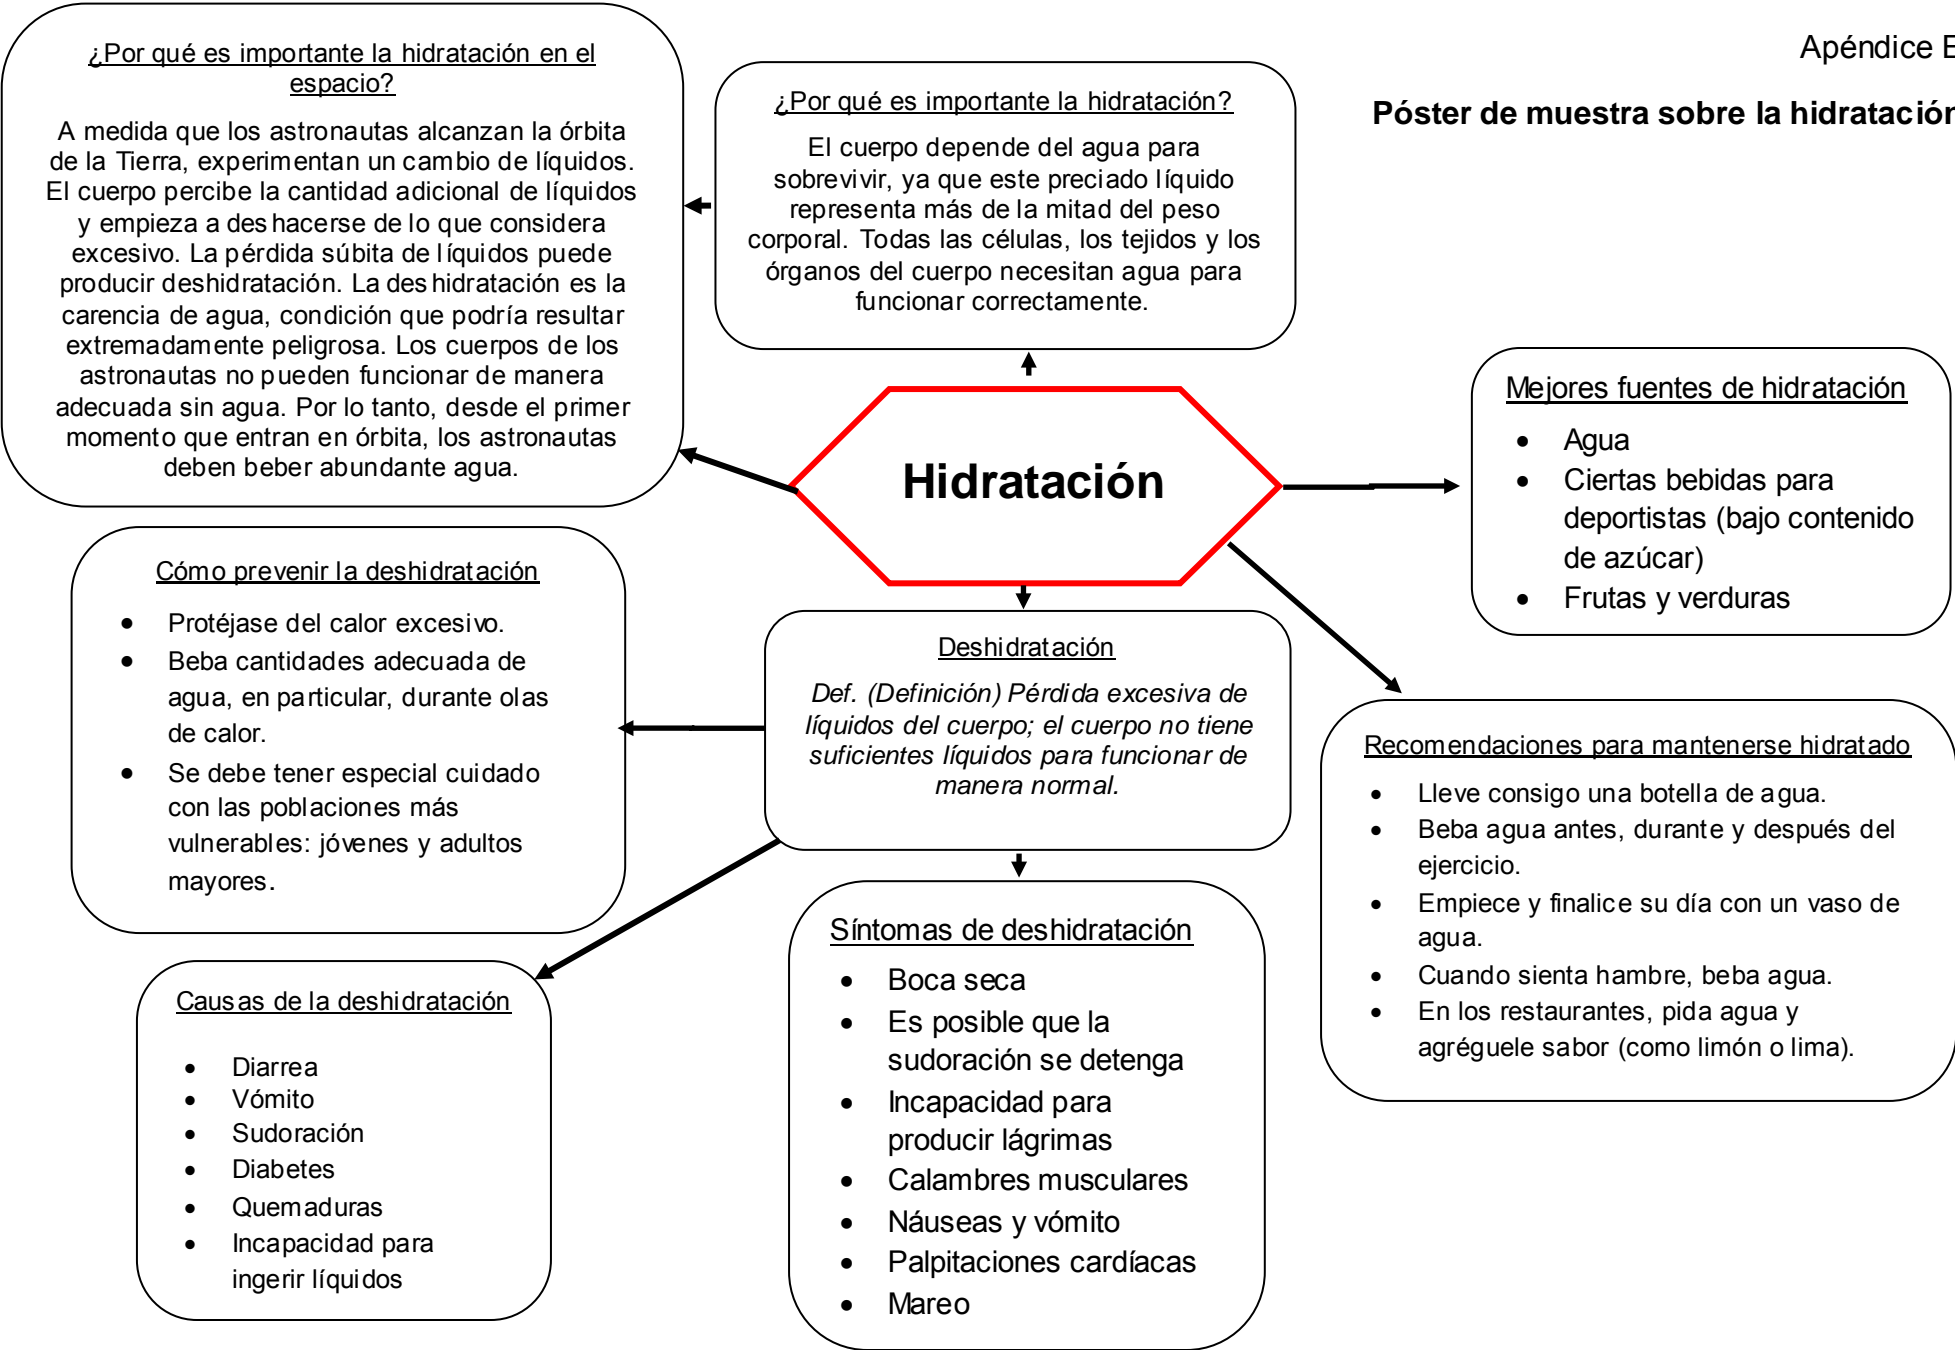 Apéndice E
Póster de muestra sobre la hidratación
¿Por qué es importante la hidratación en el
espacio?
A medida que los astronautas alcanzan la órbita
de la Tierra, experimentan un cambio de líquidos.
El cuerpo percibe la cantidad adicional de líquidos
y empieza a deshacerse de lo que considera
excesivo. La pérdida súbita de líquidos puede
producir deshidratación. La deshidratación es la
carencia de agua, condición que podría resultar
extremadamente peligrosa. Los cuerpos de los
astronautas no pueden funcionar de manera
adecuada sin agua. Por lo tanto, desde el primer
momento que entran en órbita, los astronautas
deben beber abundante agua.
¿Por qué es importante la hidratación?
El cuerpo depende del agua para
sobrevivir, ya que este preciado líquido
representa más de la mitad del peso
corporal. Todas las células, los tejidos y los
órganos del cuerpo necesitan agua para
funcionar correctamente.
Hidratación
Mejores fuentes de hidratación
• Agua
• Ciertas bebidas para
deportistas (bajo contenido
de azúcar)
• Frutas y verduras
Cómo prevenir la deshidratación
• Protéjase del calor excesivo.
• Beba cantidades adecuada de
agua, en particular, durante olas
de calor.
• Se debe tener especial cuidado
con las poblaciones más
vulnerables: jóvenes y adultos
mayores.
Deshidratación
Def. (Definición) Pérdida excesiva de
líquidos del cuerpo; el cuerpo no tiene
suficientes líquidos para funcionar de
manera normal.
Recomendaciones para mantenerse hidratado
• Lleve consigo una botella de agua.
• Beba agua antes, durante y después del
ejercicio.
• Empiece y finalice su día con un vaso de
agua.
• Cuando sienta hambre, beba agua.
• En los restaurantes, pida agua y
agréguele sabor (como limón o lima).
Causas de la deshidratación
• Diarrea
• Vómito
• Sudoración
• Diabetes
• Quemaduras
• Incapacidad para
ingerir líquidos
Síntomas de deshidratación
• Boca seca
• Es posible que la
sudoración se detenga
• Incapacidad para
producir lágrimas
• Calambres musculares
• Náuseas y vómito
• Palpitaciones cardíacas
• Mareo